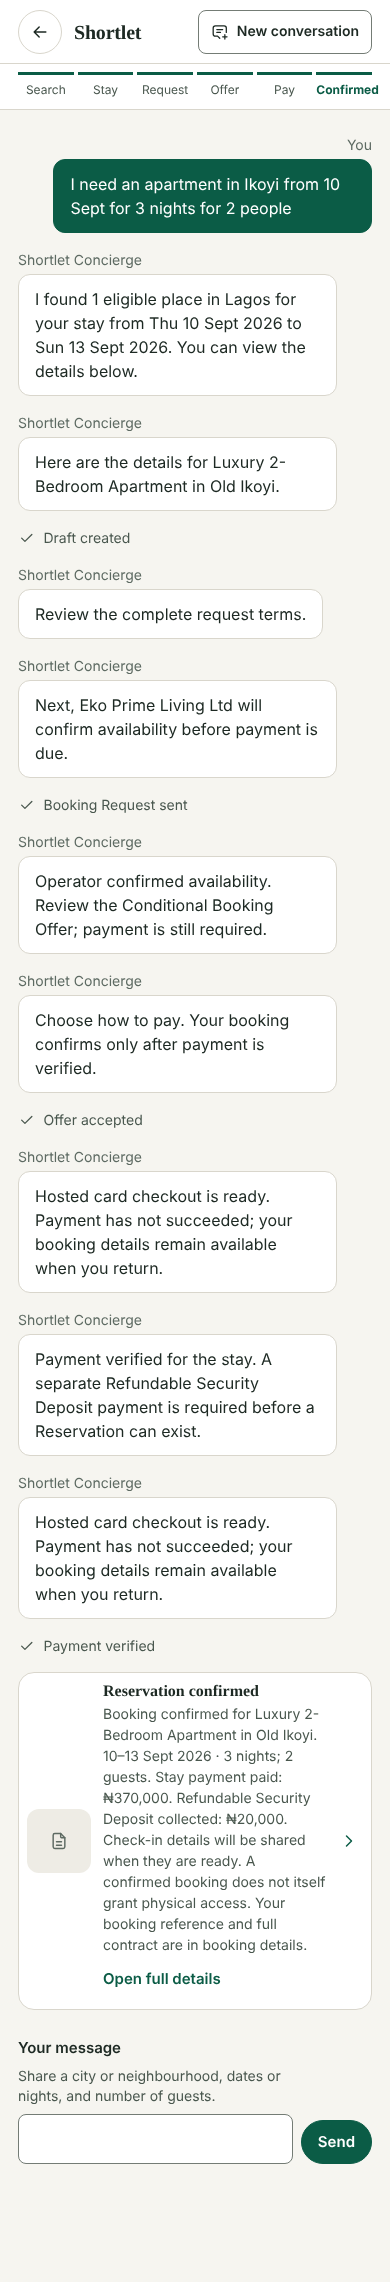 Shortlet
New conversation
Search
Stay
Request
Offer
Pay
Confirmed
You
I need an apartment in Ikoyi from 10
Sept for 3 nights for 2 people
Shortlet Concierge
I found 1 eligible place in Lagos for
your stay from Thu 10 Sept 2026 to
Sun 13 Sept 2026. You can view the
details below.
Shortlet Concierge
Here are the details for Luxury 2-
Bedroom Apartment in Old Ikoyi.
Draft created
Shortlet Concierge
Review the complete request terms.
Shortlet Concierge
Next, Eko Prime Living Ltd will
confirm availability before payment is
due.
Booking Request sent
Shortlet Concierge
Operator confirmed availability.
Review the Conditional Booking
Offer; payment is still required.
Shortlet Concierge
Choose how to pay. Your booking
confirms only after payment is
verified.
Offer accepted
Shortlet Concierge
Hosted card checkout is ready.
Payment has not succeeded; your
booking details remain available
when you return.
Shortlet Concierge
Payment verified for the stay. A
separate Refundable Security
Deposit payment is required before a
Reservation can exist.
Shortlet Concierge
Hosted card checkout is ready.
Payment has not succeeded; your
booking details remain available
when you return.
Payment verified
Reservation confirmed
Booking confirmed for Luxury 2-
Bedroom Apartment in Old Ikoyi.
10–13 Sept 2026 · 3 nights; 2
guests. Stay payment paid:
₦370,000. Refundable Security
Deposit collected: ₦20,000.
Check-in details will be shared
when they are ready. A
confirmed booking does not itself
grant physical access. Your
booking reference and full
contract are in booking details.
Open full details
Your message
Share a city or neighbourhood, dates or
nights, and number of guests.
Send